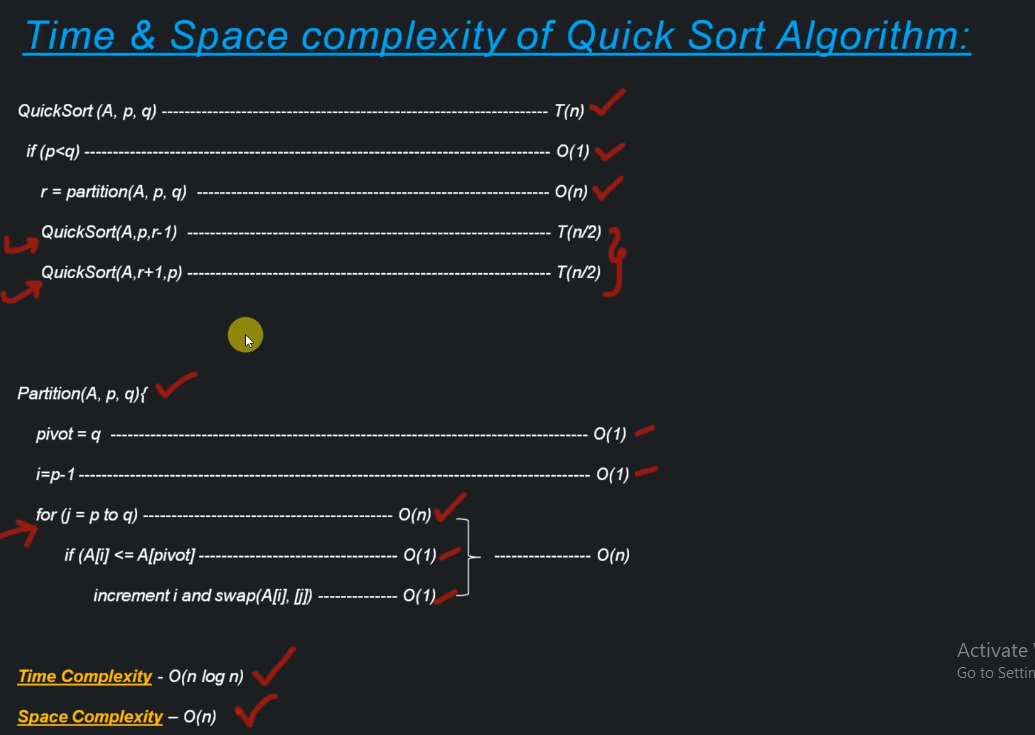 Time & Space complexity of Quick Sort Algorithm:
QuickSort (A, p, q) ---------------------------------------------------------------------- T(n)
if (p<q) ------------------------------------------------------------------------------------ O(1)
r = partition(A, p, q) --------------------------------------------------------------- O(n)
QuickSort(A,p,r-1) ----------------------------------------------------------------- T(n/2)
QuickSort(A,r+1,p) ----------------------------------------------------------------- T(n/2)
Partition(A, p, q){
pivot = q -------------------------------------------------------------------------------------- O(1)
i=p-1-------------------------------------------------------------------------------------------- O(1)
for (j = p to q) --------------------------------------------- O(n)
if (A[i] <= A[pivot]------------------------------------ O(1) ----------------- O(n)
increment i and swap(A[i], [j]) -------------- O(1)
Time Complexity - O(n log n)
Space Complexity – O(n)
Activate
Go to Settin